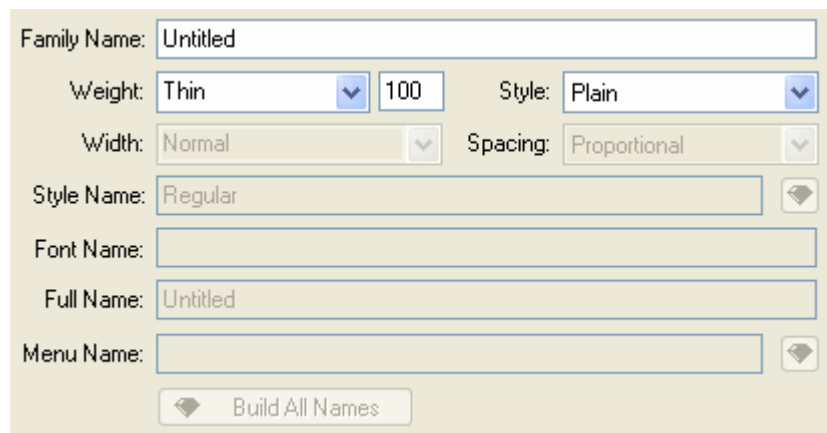 Family Name: Untitled
Weight: Thin 100 Style: Plain
Width: Normal Spacing: Proportional
Style Name: Regular
Font Name:
Full Name: Untitled
Menu Name:
Build All Names